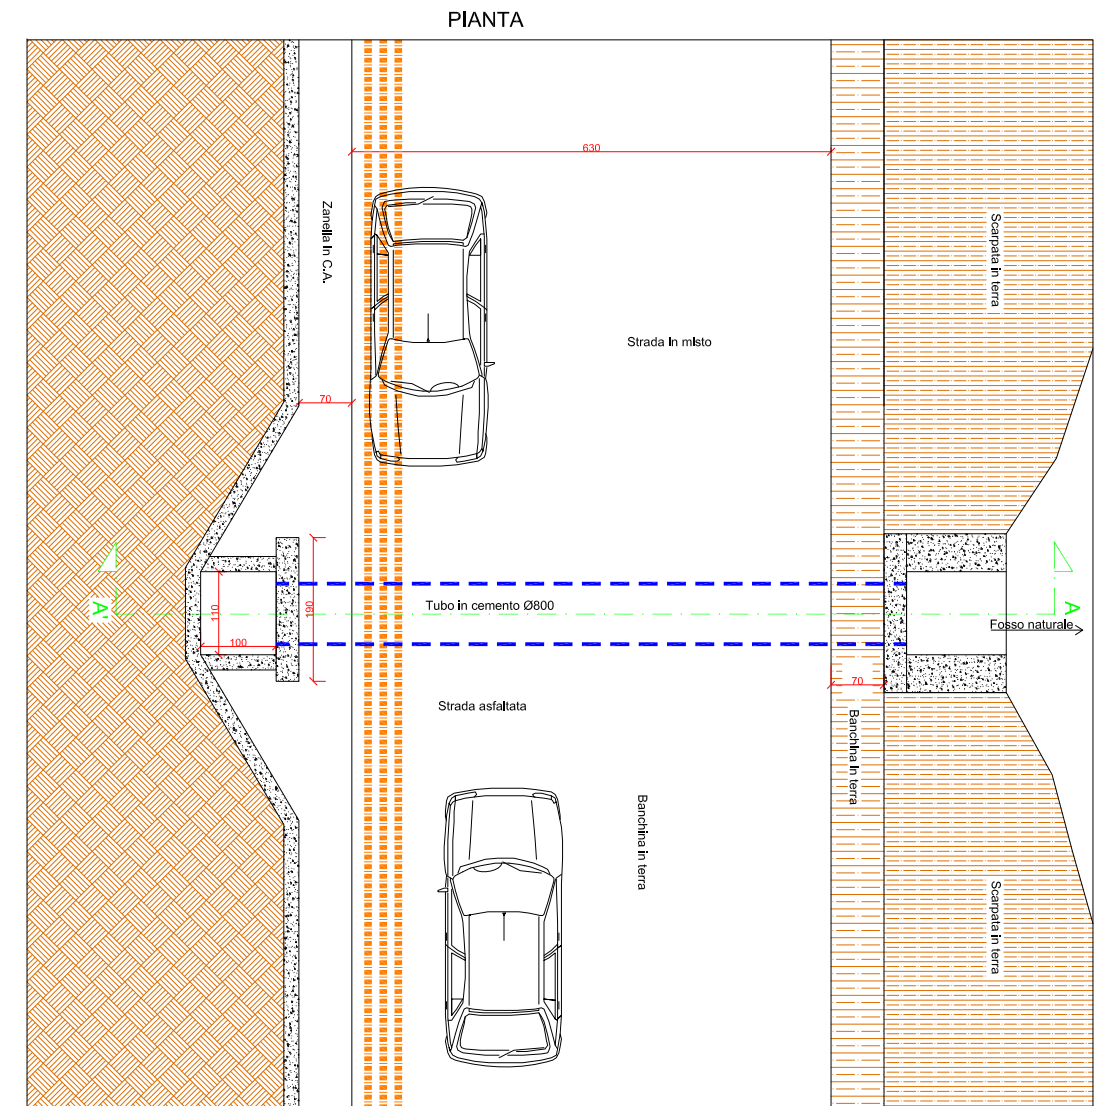 PIANTA
630
Zanella in C.A.
Scarpata in terra
Strada in misto
70
190
110
100
Tubo in cemento Ø800
A'
A
Fosso naturale
70
Strada asfaltata
Banchina in terra
Banchina in terra
Scarpata in terra